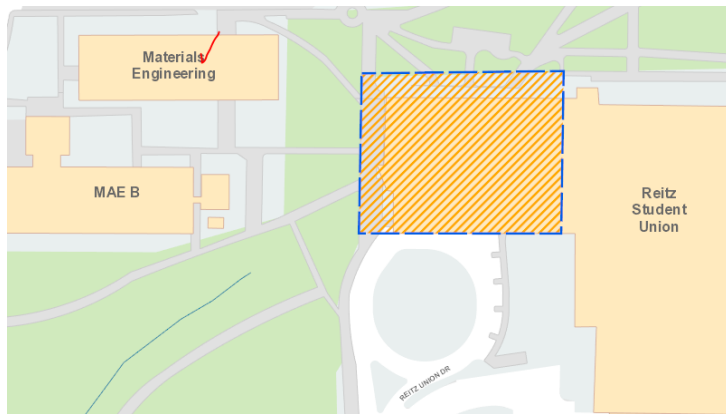 Materials
Engineering
MAE B
Reitz
Student
Union
REITZ UNION DR